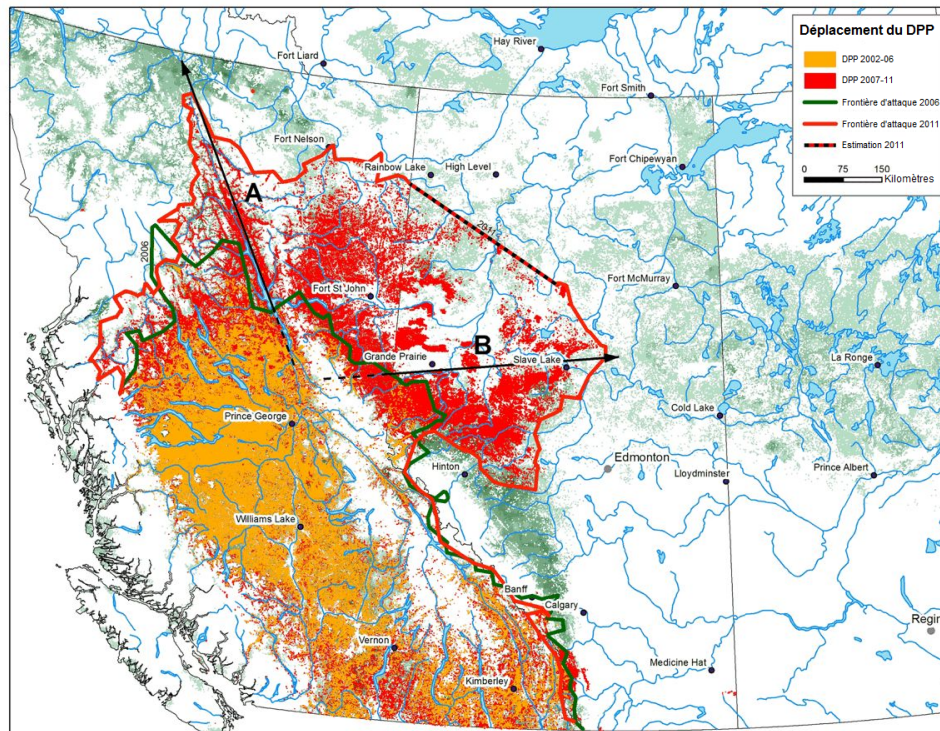 Déplacement du DPP
DPP 2002-06
DPP 2007-11
Frontière d'attaque 2006
Frontière d'attaque 2011
Estimation 2011
0 75 150
Kilomètres
Hay River
Fort Liard
Fort Smith
Fort Nelson
Fort Chipewyan
Rainbow Lake
High Level
A
2011
2006
Fort McMurray
Fort St John
B
Grande Prairie
Slave Lake
La Ronge
Prince George
Cold Lake
Hinton
Edmonton
Lloydminster
Prince Albert
Williams Lake
Banff
Calgary
Regin
Vernon
Medicine Hat
Kimberley